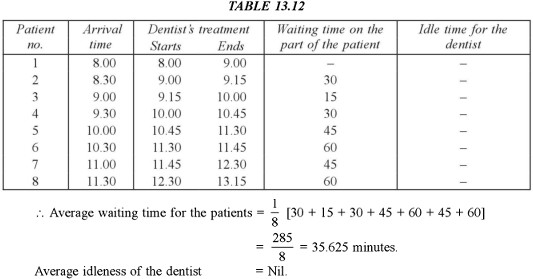 TABLE 13.12
Patient no. Arrival time Dentist's treatment Starts Ends Waiting time on the part of the patient Idle time for the dentist
1 8.00 8.00 9.00 – –
2 8.30 9.00 9.15 30 –
3 9.00 9.15 10.00 15 –
4 9.30 10.00 10.45 30 –
5 10.00 10.45 11.30 45 –
6 10.30 11.30 11.45 60 –
7 11.00 11.45 12.30 45 –
8 11.30 12.30 13.15 60 –
∴ Average waiting time for the patients = 1/8 [30 + 15 + 30 + 45 + 60 + 45 + 60]
= 285/8 = 35.625 minutes.
Average idleness of the dentist = Nil.